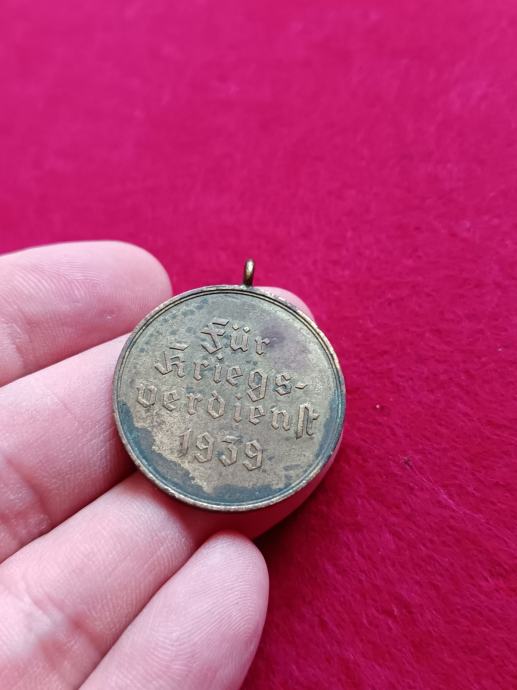 Für
Kriegs-
verdienst
1939